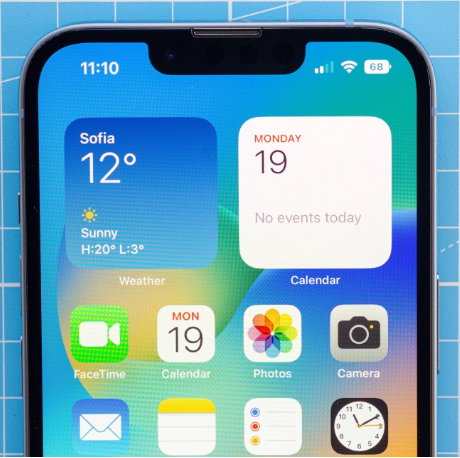 11:10
68
Sofia
12°
Sunny
H:20° L:3°
Weather
MONDAY
19
No events today
Calendar
FaceTime
MON
19
Calendar
Photos
Camera